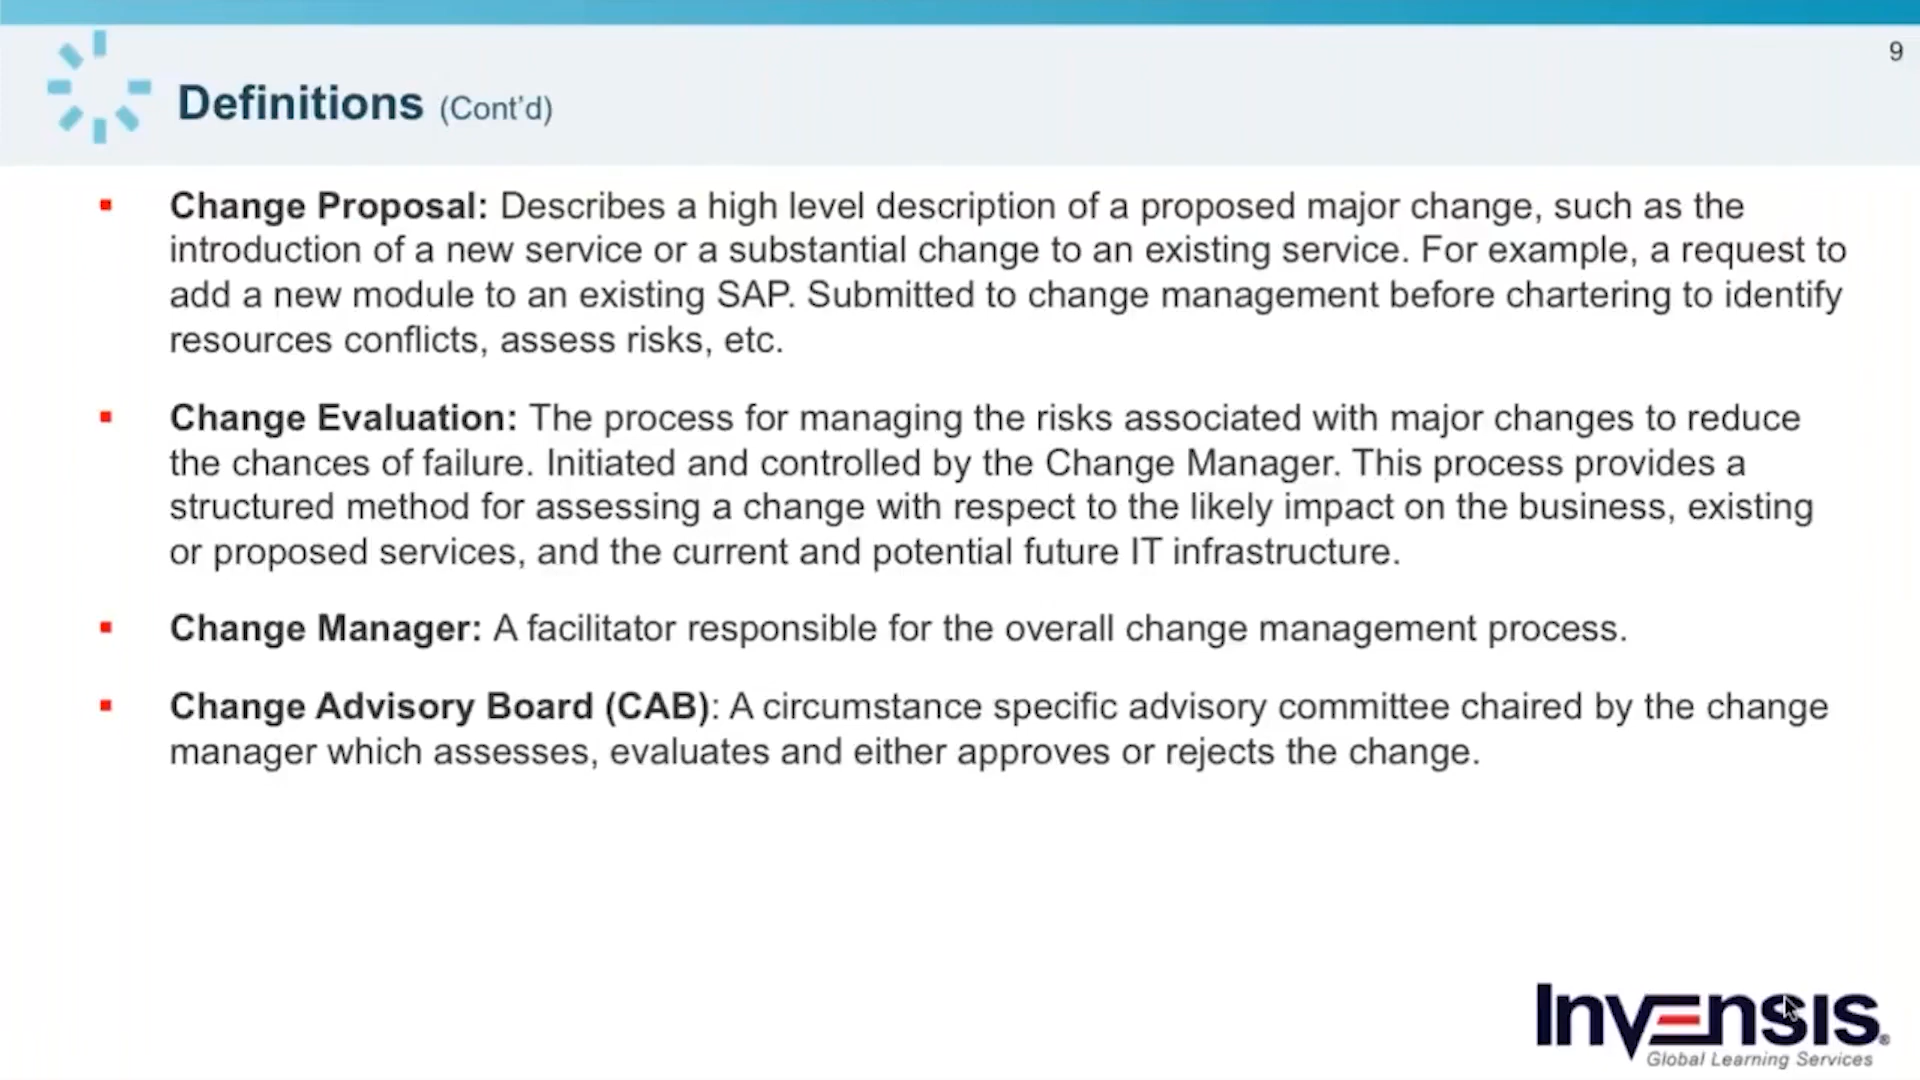 9
Definitions (Cont'd)
Change Proposal: Describes a high level description of a proposed major change, such as the
introduction of a new service or a substantial change to an existing service. For example, a request to
add a new module to an existing SAP. Submitted to change management before chartering to identify
resources conflicts, assess risks, etc.
Change Evaluation: The process for managing the risks associated with major changes to reduce
the chances of failure. Initiated and controlled by the Change Manager. This process provides a
structured method for assessing a change with respect to the likely impact on the business, existing
or proposed services, and the current and potential future IT infrastructure.
Change Manager: A facilitator responsible for the overall change management process.
Change Advisory Board (CAB): A circumstance specific advisory committee chaired by the change
manager which assesses, evaluates and either approves or rejects the change.
Invensis®
Global Learning Services